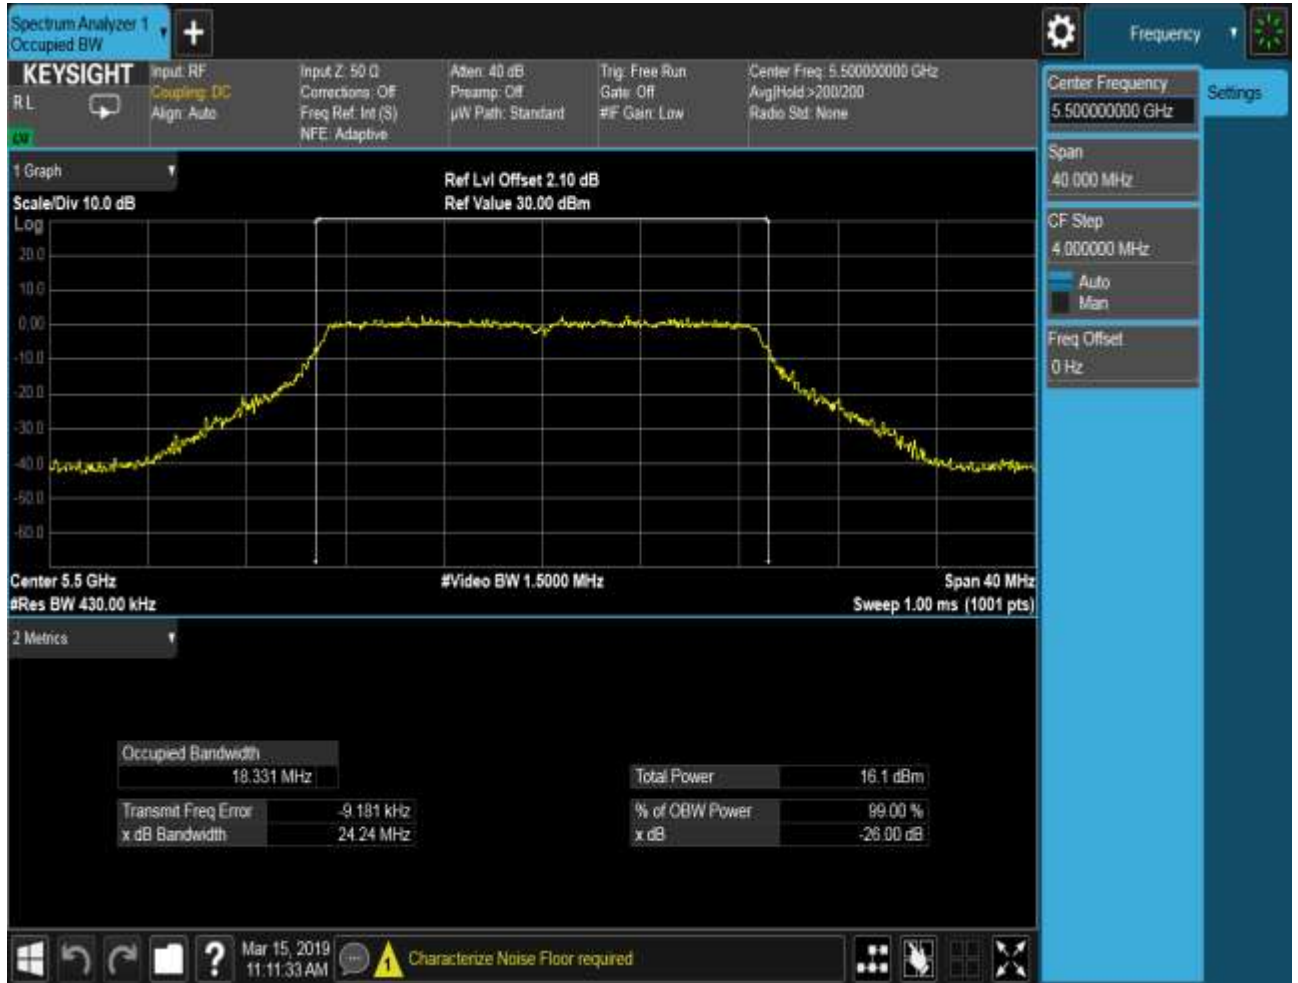 Spectrum Analyzer 1
Occupied BW
+
Frequency
KEYSIGHT
RL
Input: RF
Coupling: DC
Align: Auto
Input Z: 50 Ω
Corrections: Off
Freq Ref: Int (S)
NFE: Adaptive
Atten: 40 dB
Preamp: Off
µW Path: Standard
Trig: Free Run
Gate: Off
#IF Gain: Low
Center Freq: 5.500000000 GHz
Avg|Hold:>200/200
Radio Std: None
Center Frequency
5.500000000 GHz
Settings
Span
40.000 MHz
CF Step
4.000000 MHz
Auto
Man
Freq Offset
0 Hz
1 Graph
Scale/Div 10.0 dB
Ref Lvl Offset 2.10 dB
Ref Value 30.00 dBm
Log
20.0
10.0
0.00
-10.0
-20.0
-30.0
-40.0
-50.0
-60.0
Center 5.5 GHz
#Video BW 1.5000 MHz
Span 40 MHz
#Res BW 430.00 kHz
Sweep 1.00 ms (1001 pts)
2 Metrics
Occupied Bandwidth
18.331 MHz
Total Power 16.1 dBm
Transmit Freq Error -9.181 kHz
% of OBW Power 99.00 %
x dB Bandwidth 24.24 MHz
x dB -26.00 dB
?
Mar 15, 2019
11:11:33 AM
1
Characterize Noise Floor required